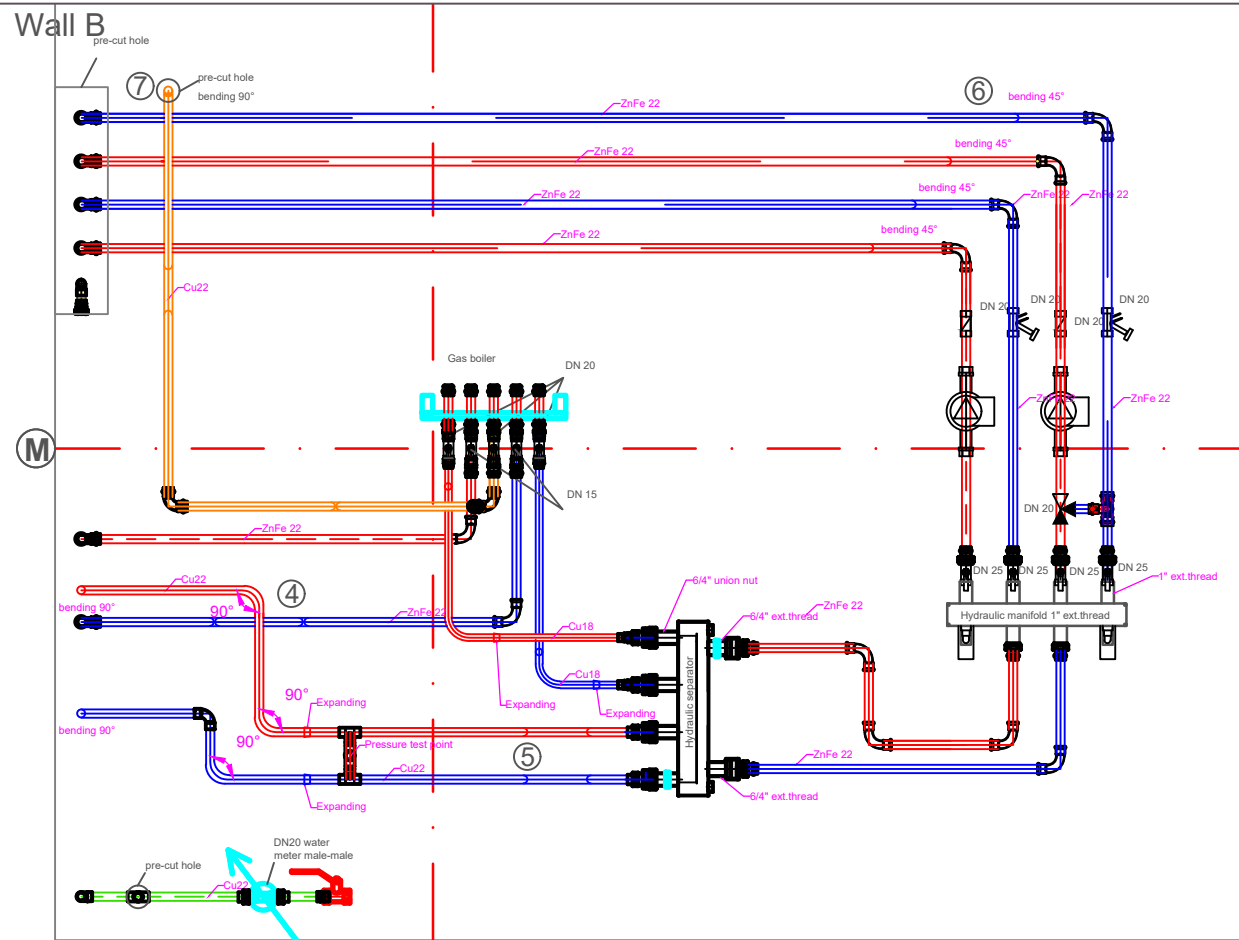 Wall B
pre-cut hole
7
pre-cut hole
bending 90°
ZnFe 22
6
bending 45°
ZnFe 22
bending 45°
ZnFe 22
bending 45°
ZnFe 22
ZnFe 22
ZnFe 22
bending 45°
Cu22
DN 20
DN 20
DN 20
DN 20
Gas boiler
DN 20
ZnFe 22
ZnFe 22
M
DN 15
DN 20
ZnFe 22
Cu22
4
bending 90°
90°
ZnFe 22
DN 25
DN 25
DN 25
DN 25
1" ext.thread
6/4" union nut
ZnFe 22
6/4" ext.thread
Hydraulic manifold 1" ext.thread
Cu18
Cu18
Expanding
Expanding
Hydraulic separator
90°
Expanding
bending 90°
90°
Pressure test point
5
Cu22
ZnFe 22
Expanding
6/4" ext.thread
DN20 water
meter male-male
pre-cut hole
Cu22